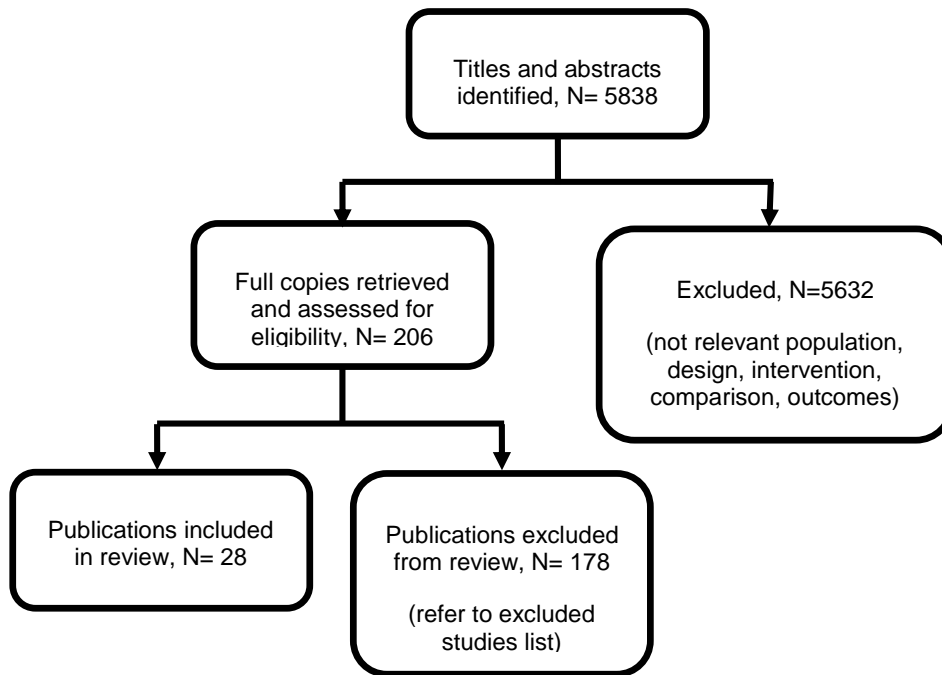 Titles and abstracts
identified, N= 5838
Full copies retrieved
and assessed for
eligibility, N= 206
Excluded, N=5632
(not relevant population,
design, intervention,
comparison, outcomes)
Publications included
in review, N= 28
Publications excluded
from review, N= 178
(refer to excluded
studies list)